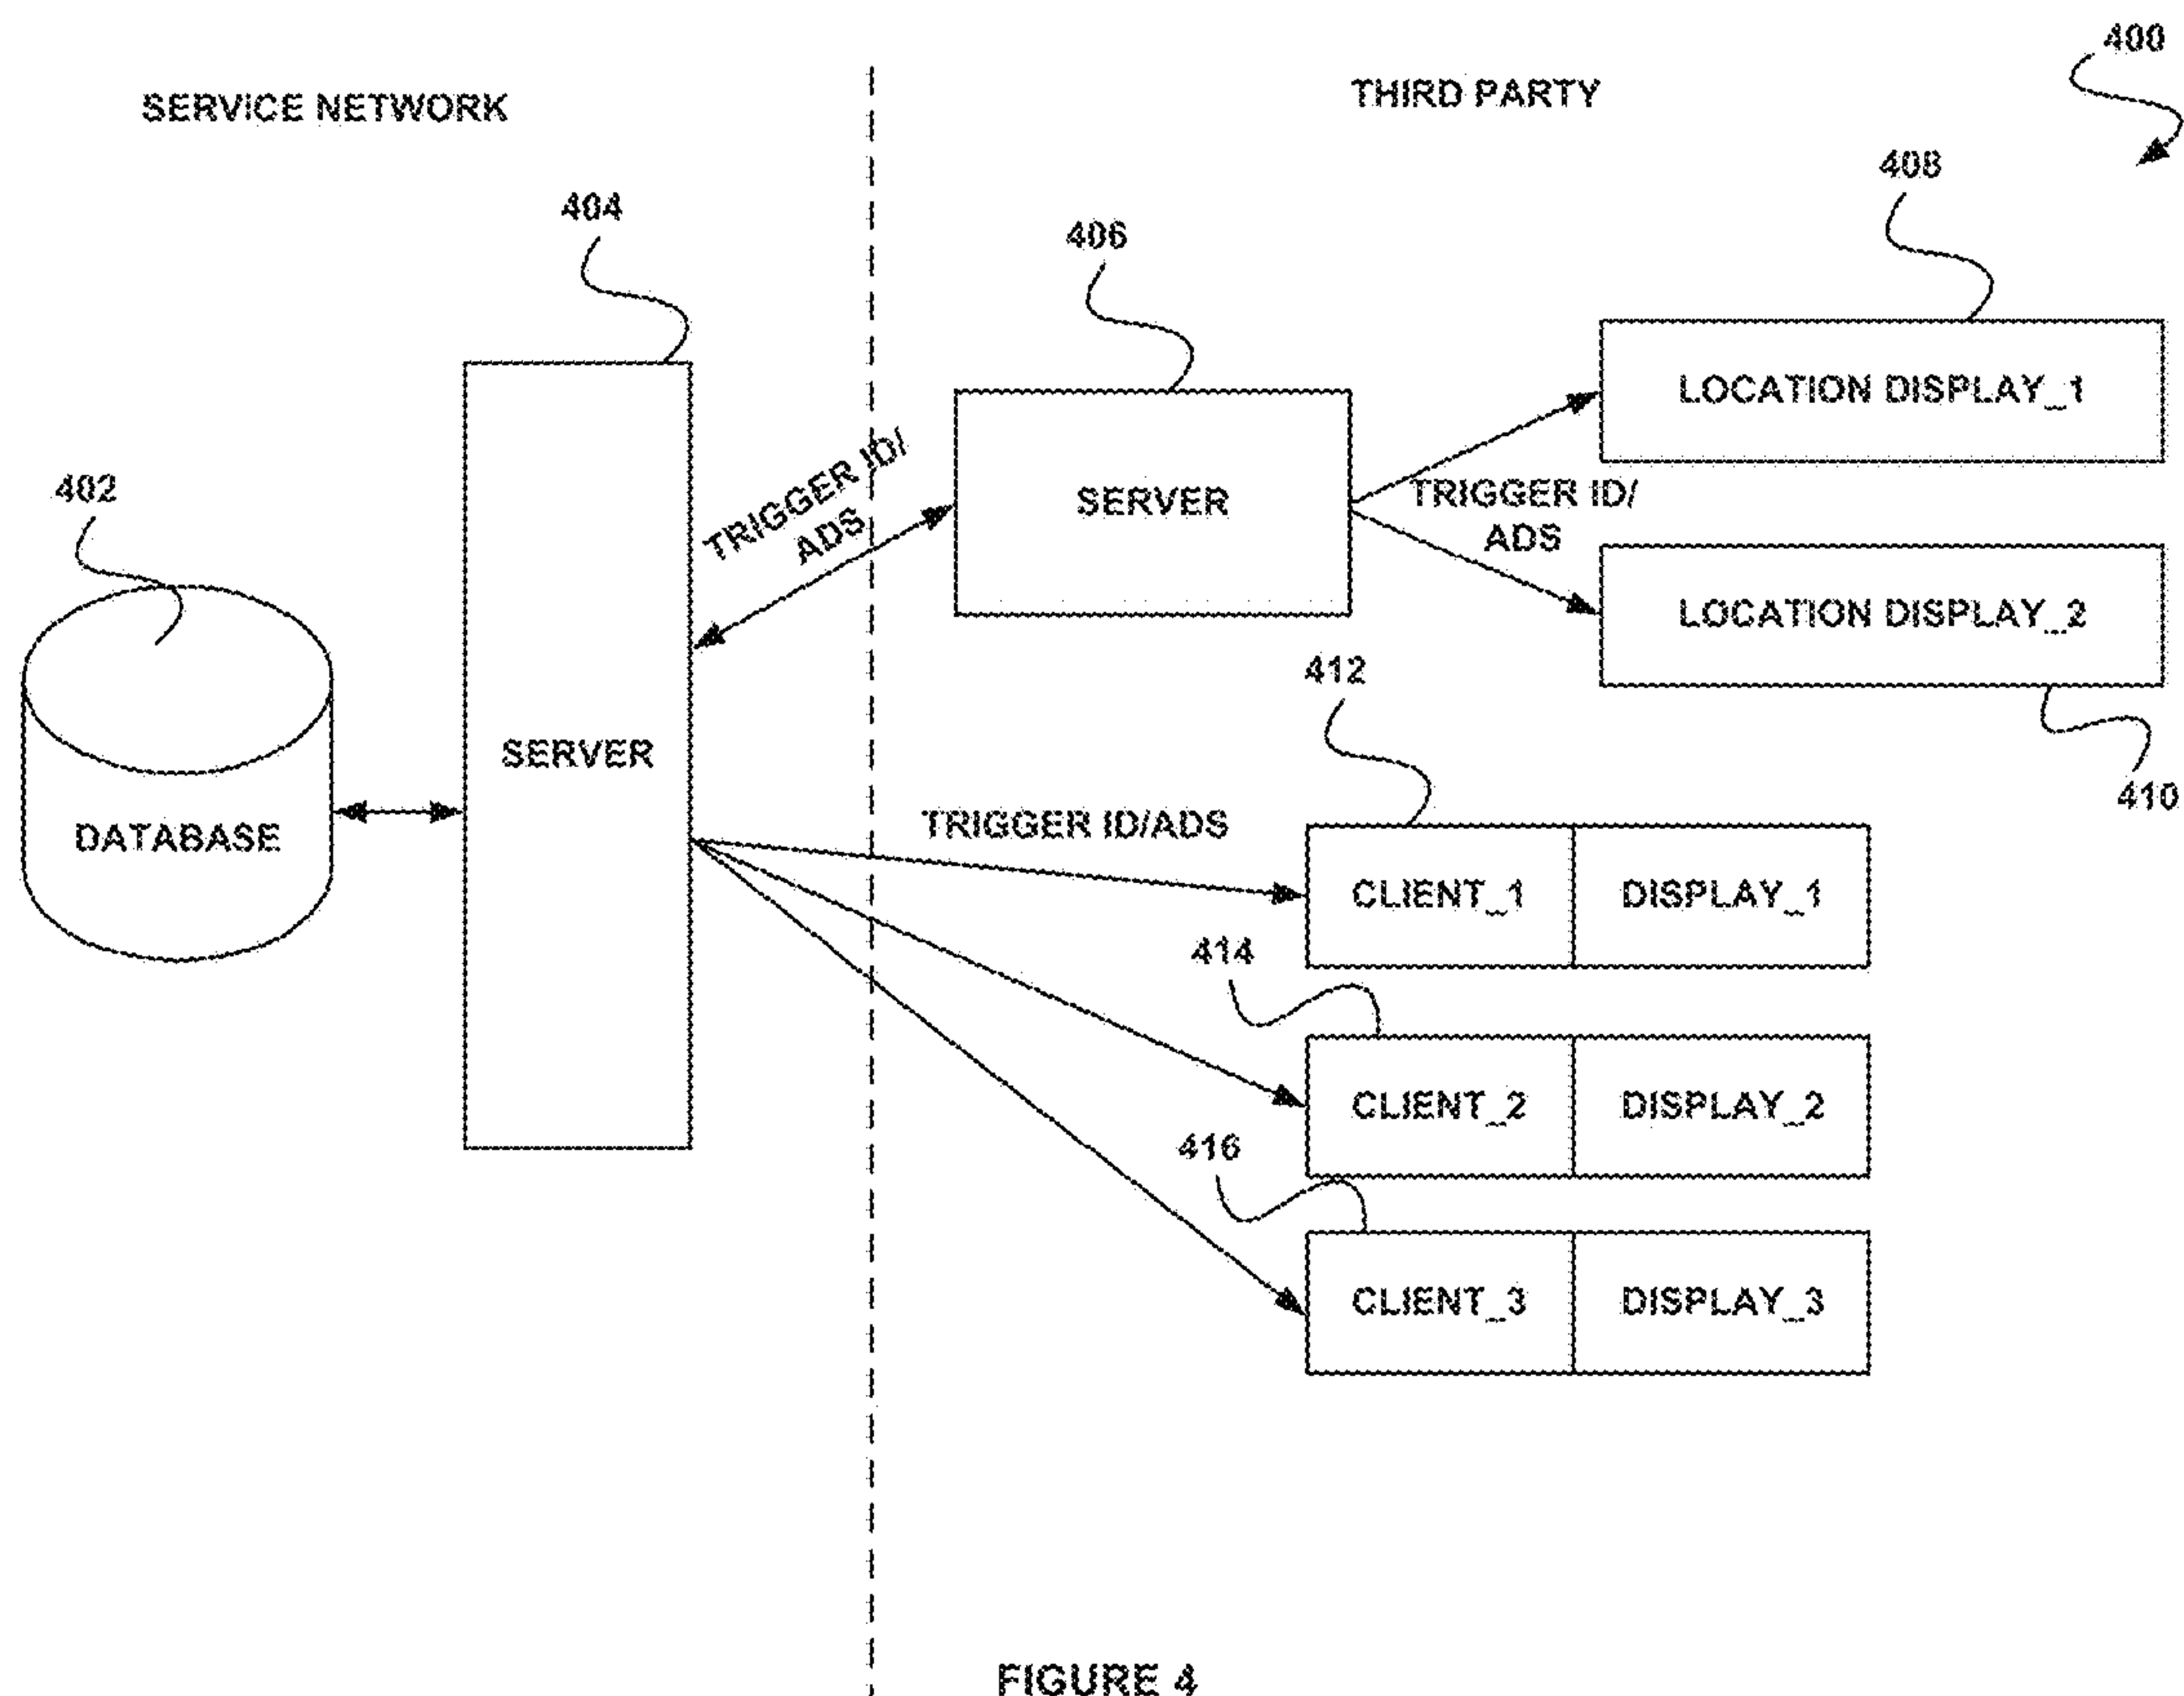 400
SERVICE NETWORK
THIRD PARTY
408
404
406
LOCATION DISPLAY_1
402
TRIGGER ID/
ADS
SERVER
TRIGGER ID/
ADS
LOCATION DISPLAY_2
412
SERVER
410
DATABASE
TRIGGER ID/ADS
CLIENT_1
DISPLAY_1
414
CLIENT_2
DISPLAY_2
416
CLIENT_3
DISPLAY_3
FIGURE 4